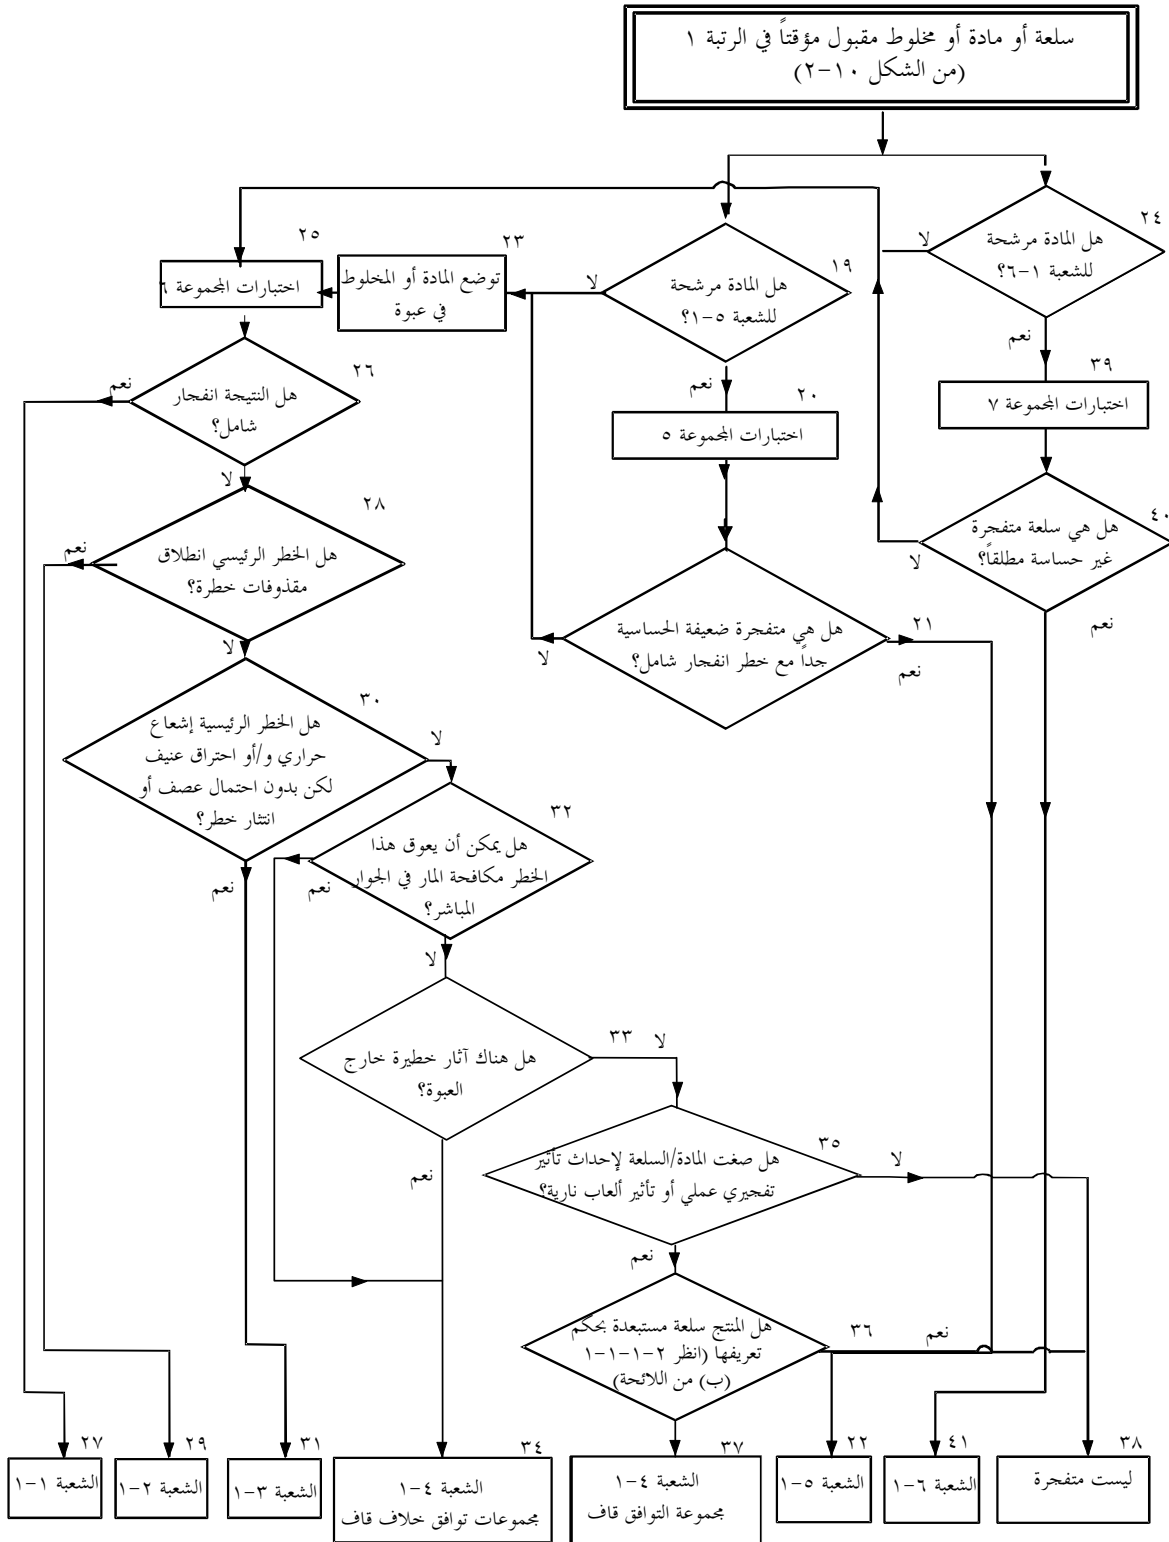 سلعة أو مادة أو مخلوط مقبول مؤقتاً في الرتبة ١
(من الشكل ١٠-٢)
٢٤
هل المادة مرشحة
للشعبة ١-٦؟
لا
نعم
١٩
هل المادة مرشحة
للشعبة ٥-١؟
لا
نعم
٢٣
توضع المادة أو المخلوط
في عبوة
٢٥
اختبارات المجموعة ٦
٣٩
اختبارات المجموعة ٧
٢٠
اختبارات المجموعة ٥
٢٦
هل النتيجة انفجار
شامل؟
نعم
لا
٤٠
هل هي سلعة متفجرة
غير حساسة مطلقاً؟
لا
نعم
٢٨
هل الخطر الرئيسي انطلاق
مقذوفات خطرة؟
نعم
لا
٢١
هل هي متفجرة ضعيفة الحساسية
جداً مع خطر انفجار شامل؟
لا
نعم
٣٠
هل الخطر الرئيسية إشعاع
حراري و/أو احتراق عنيف
لكن بدون احتمال عصف أو
انتثار خطر؟
لا
نعم
٣٢
هل يمكن أن يعوق هذا
الخطر مكافحة المار في الجوار
المباشر؟
نعم
لا
٣٣
هل هناك آثار خطيرة خارج
العبوة؟
لا
نعم
٣٥
هل صغت المادة/السلعة لإحداث تأثير
تفجيري عملي أو تأثير ألعاب نارية؟
لا
نعم
٣٦
هل المنتج سلعة مستبعدة بحكم
تعريفها (انظر ٢-١-١-١
(ب) من اللائحة)
نعم
٣٨
ليست متفجرة
٤١
الشعبة ٦-١
٢٢
الشعبة ٥-١
٣٧
الشعبة ٤-١
مجموعة التوافق قاف
٣٤
الشعبة ٤-١
مجموعات توافق خلاف قاف
٣١
الشعبة ٣-١
٢٩
الشعبة ٢-١
٢٧
الشعبة ١-١